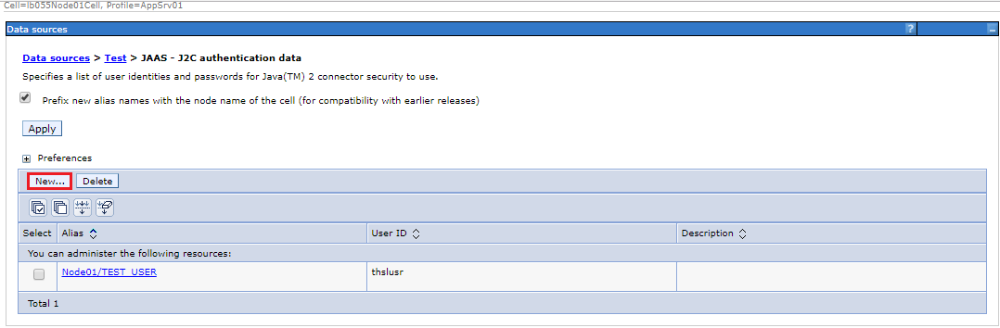 Cell=lb055Node01Cell, Profile=AppSrv01
Data sources ? _
Data sources > Test > JAAS - J2C authentication data
Specifies a list of user identities and passwords for Java(TM) 2 connector security to use.
Prefix new alias names with the node name of the cell (for compatibility with earlier releases)
Apply
Preferences
New... Delete
Select Alias User ID Description
You can administer the following resources:
Node01/TEST_USER thslusr
Total 1